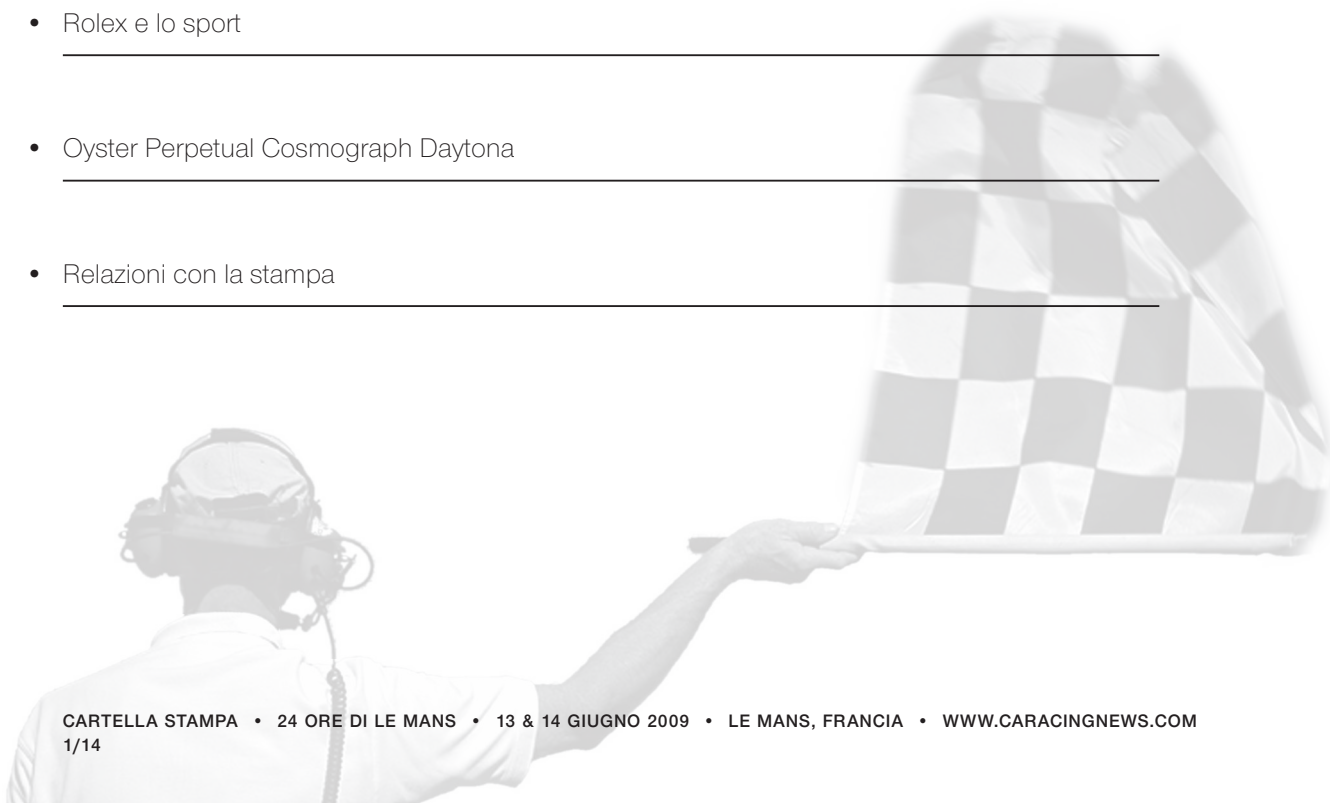 • Rolex e lo sport
• Oyster Perpetual Cosmograph Daytona
• Relazioni con la stampa
CARTELLA STAMPA • 24 ORE DI LE MANS • 13 & 14 GIUGNO 2009 • LE MANS, FRANCIA • WWW.CARACINGNEWS.COM
1/14